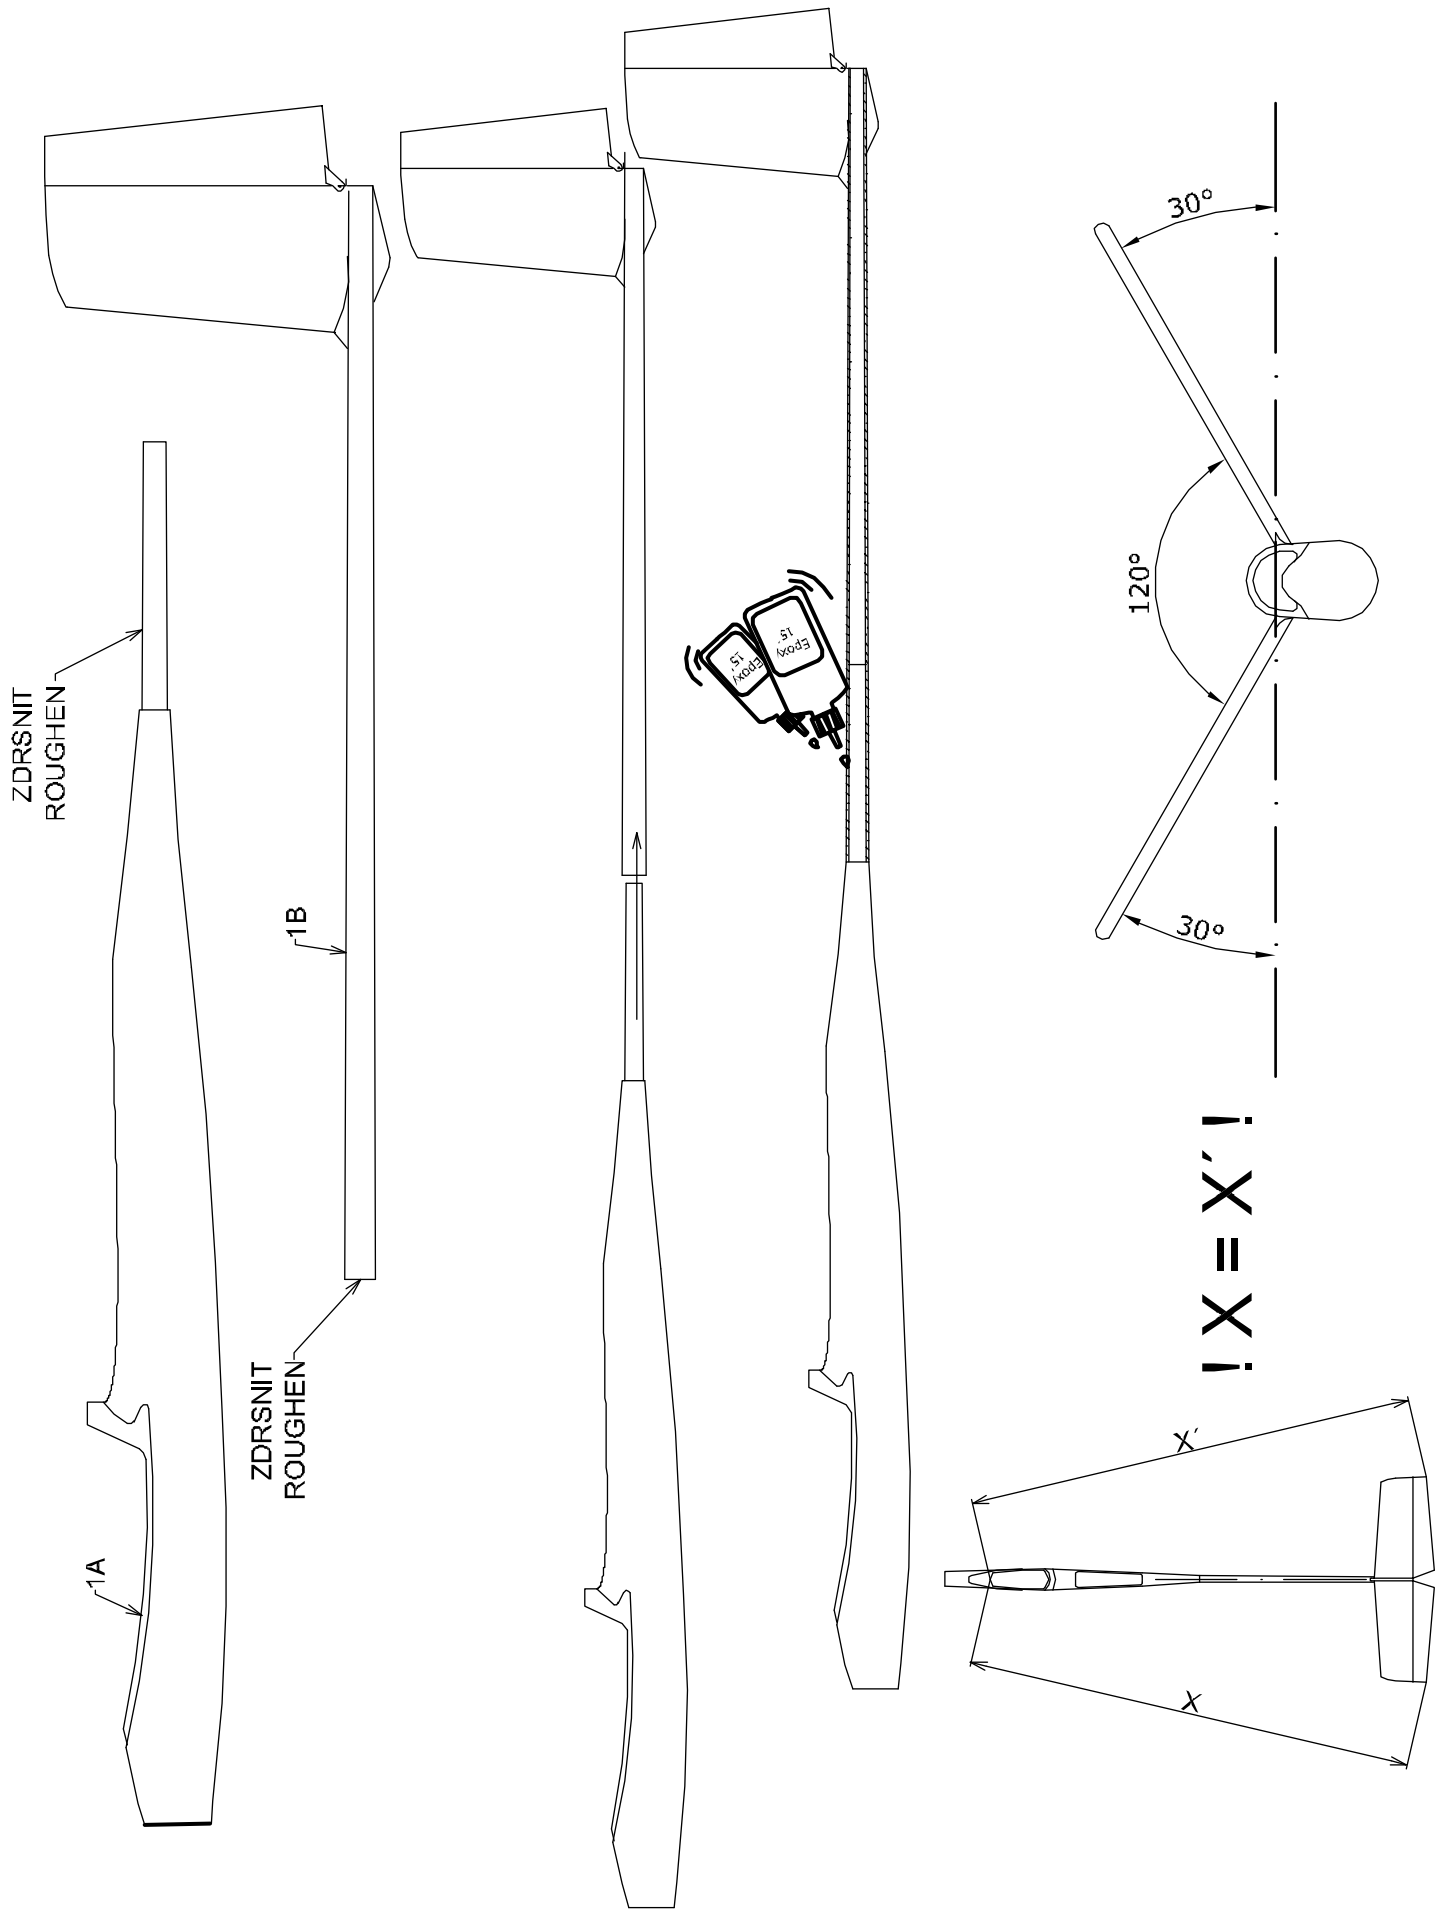 ZDRSNIT
ROUGHEN
1A
1B
ZDRSNIT
ROUGHEN
Epoxy
15'
Epoxy
15'
30°
120°
30°
! X = X´ !
X´
X